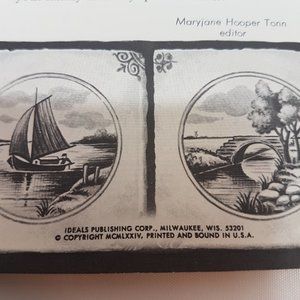 Maryjane Hooper Tonn
editor
IDEALS PUBLISHING CORP., MILWAUKEE, WIS. 53201
© COPYRIGHT MCMLXXIV, PRINTED AND BOUND IN U.S.A.